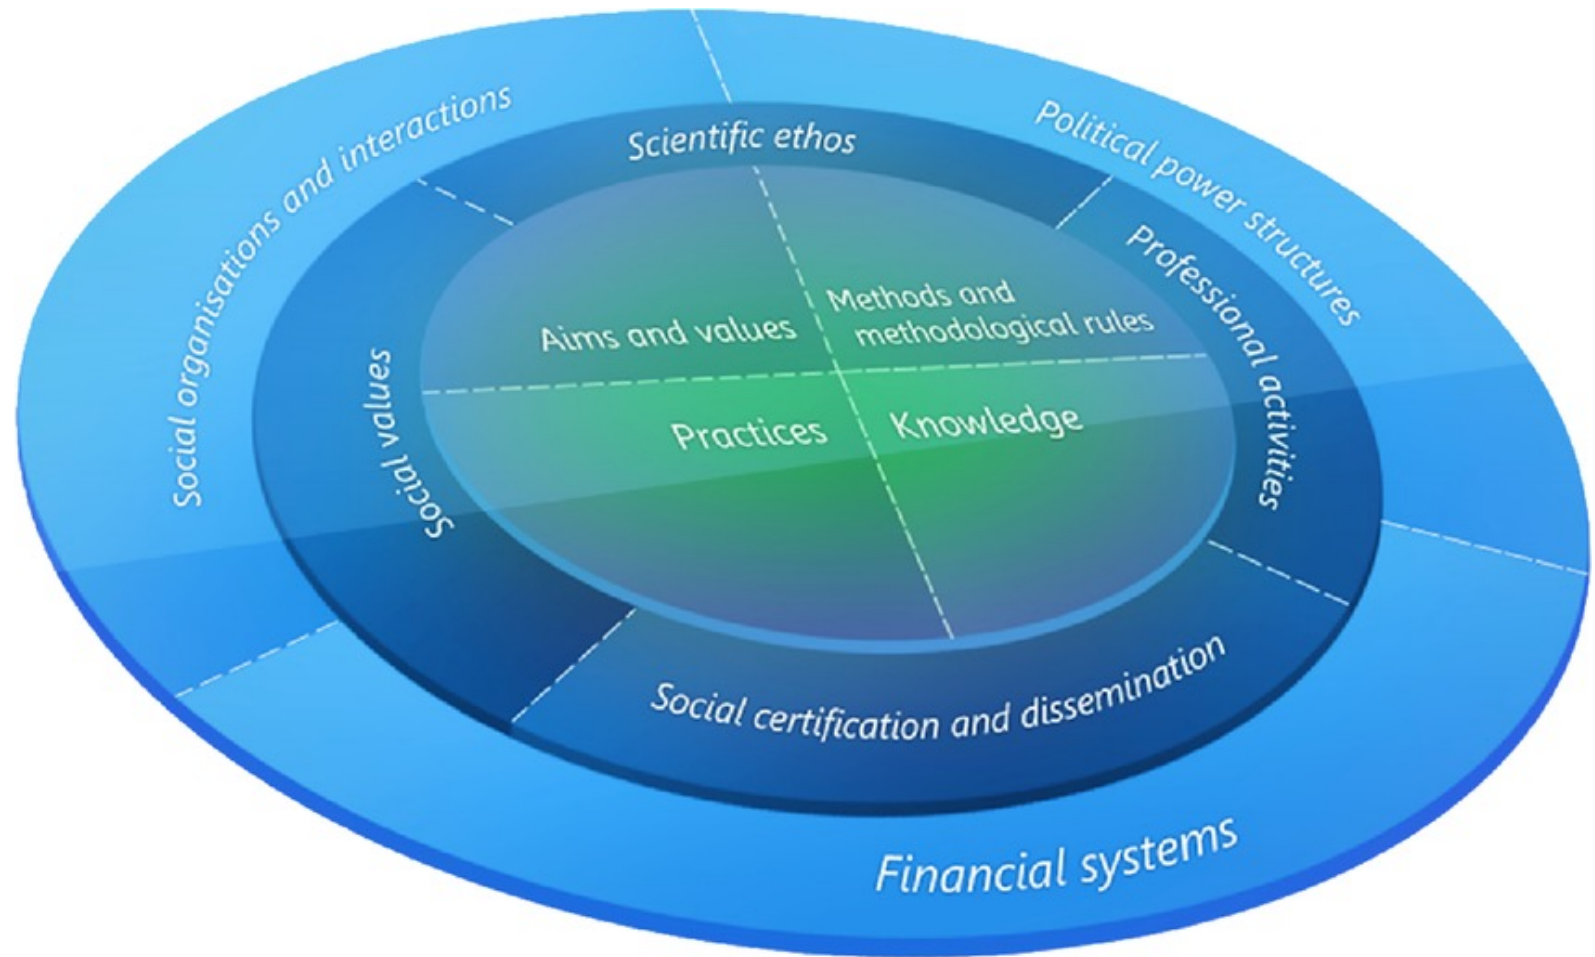 Social organisations and interactions
Political power structures
Scientific ethos
Professional activities
Social values
Aims and values
Methods and
methodological rules
Practices
Knowledge
Social certification and dissemination
Financial systems